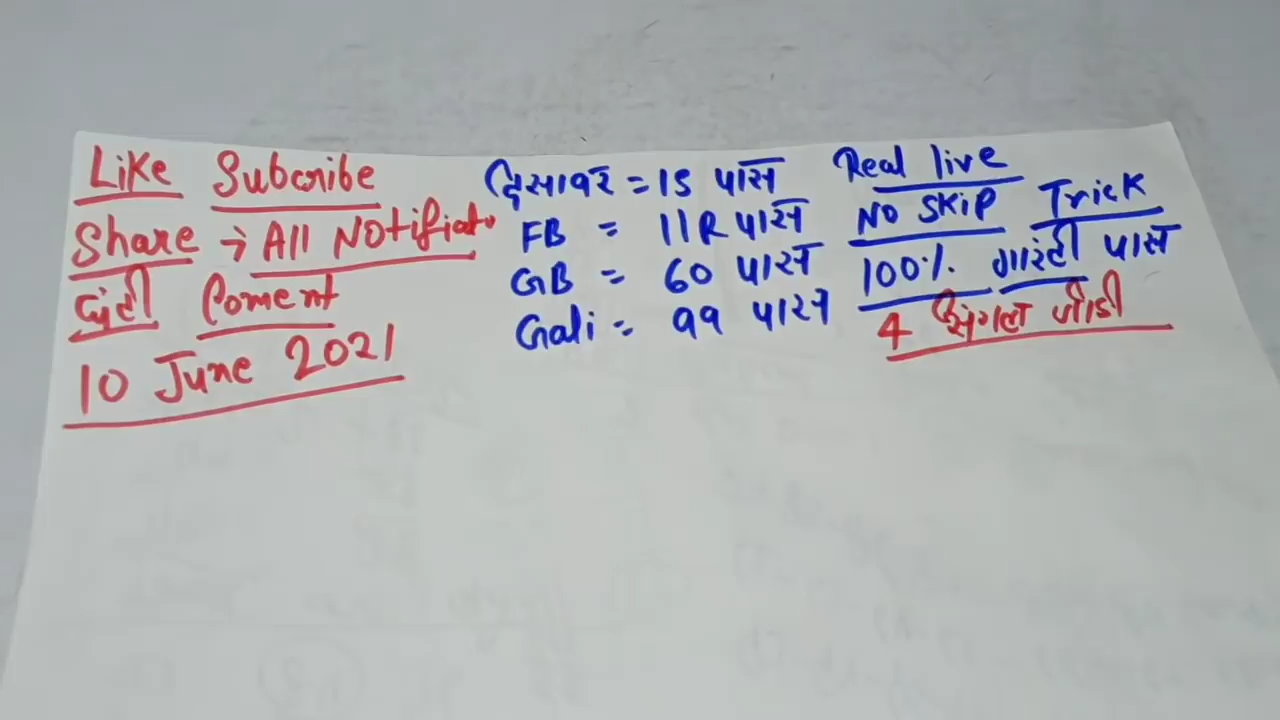 Like Subcribe
Share → All NOtifiato
घंटी Coment
10 June 2021
दिसावर = 15 पास
FB = 11R पास
GB = 60 पास
Gali = 99 पास
Real live
No SKIP Trick
100% गारंटी पास
4 सिंगल जोडी